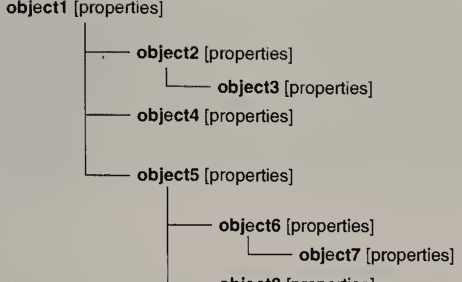 object1 [properties]
object2 [properties]
object3 [properties]
object4 [properties]
object5 [properties]
object6 [properties]
object7 [properties]